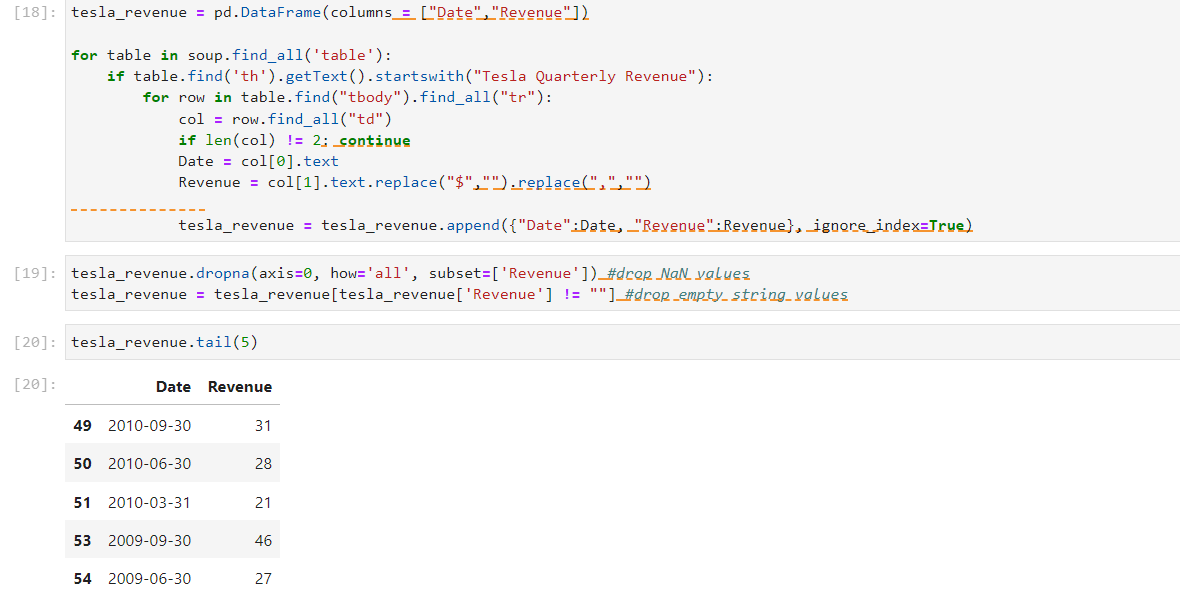 [18]: tesla_revenue = pd.DataFrame(columns = ["Date","Revenue"])
for table in soup.find_all('table'):
    if table.find('th').getText().startswith("Tesla Quarterly Revenue"):
        for row in table.find("tbody").find_all("tr"):
            col = row.find_all("td")
            if len(col) != 2: continue
            Date = col[0].text
            Revenue = col[1].text.replace("$","").replace(",","")
            tesla_revenue = tesla_revenue.append({"Date":Date, "Revenue":Revenue}, ignore_index=True)
[19]: tesla_revenue.dropna(axis=0, how='all', subset=['Revenue']) #drop NaN values
tesla_revenue = tesla_revenue[tesla_revenue['Revenue'] != ""] #drop empty string values
[20]: tesla_revenue.tail(5)
[20]: Date Revenue
49 2010-09-30 31
50 2010-06-30 28
51 2010-03-31 21
53 2009-09-30 46
54 2009-06-30 27